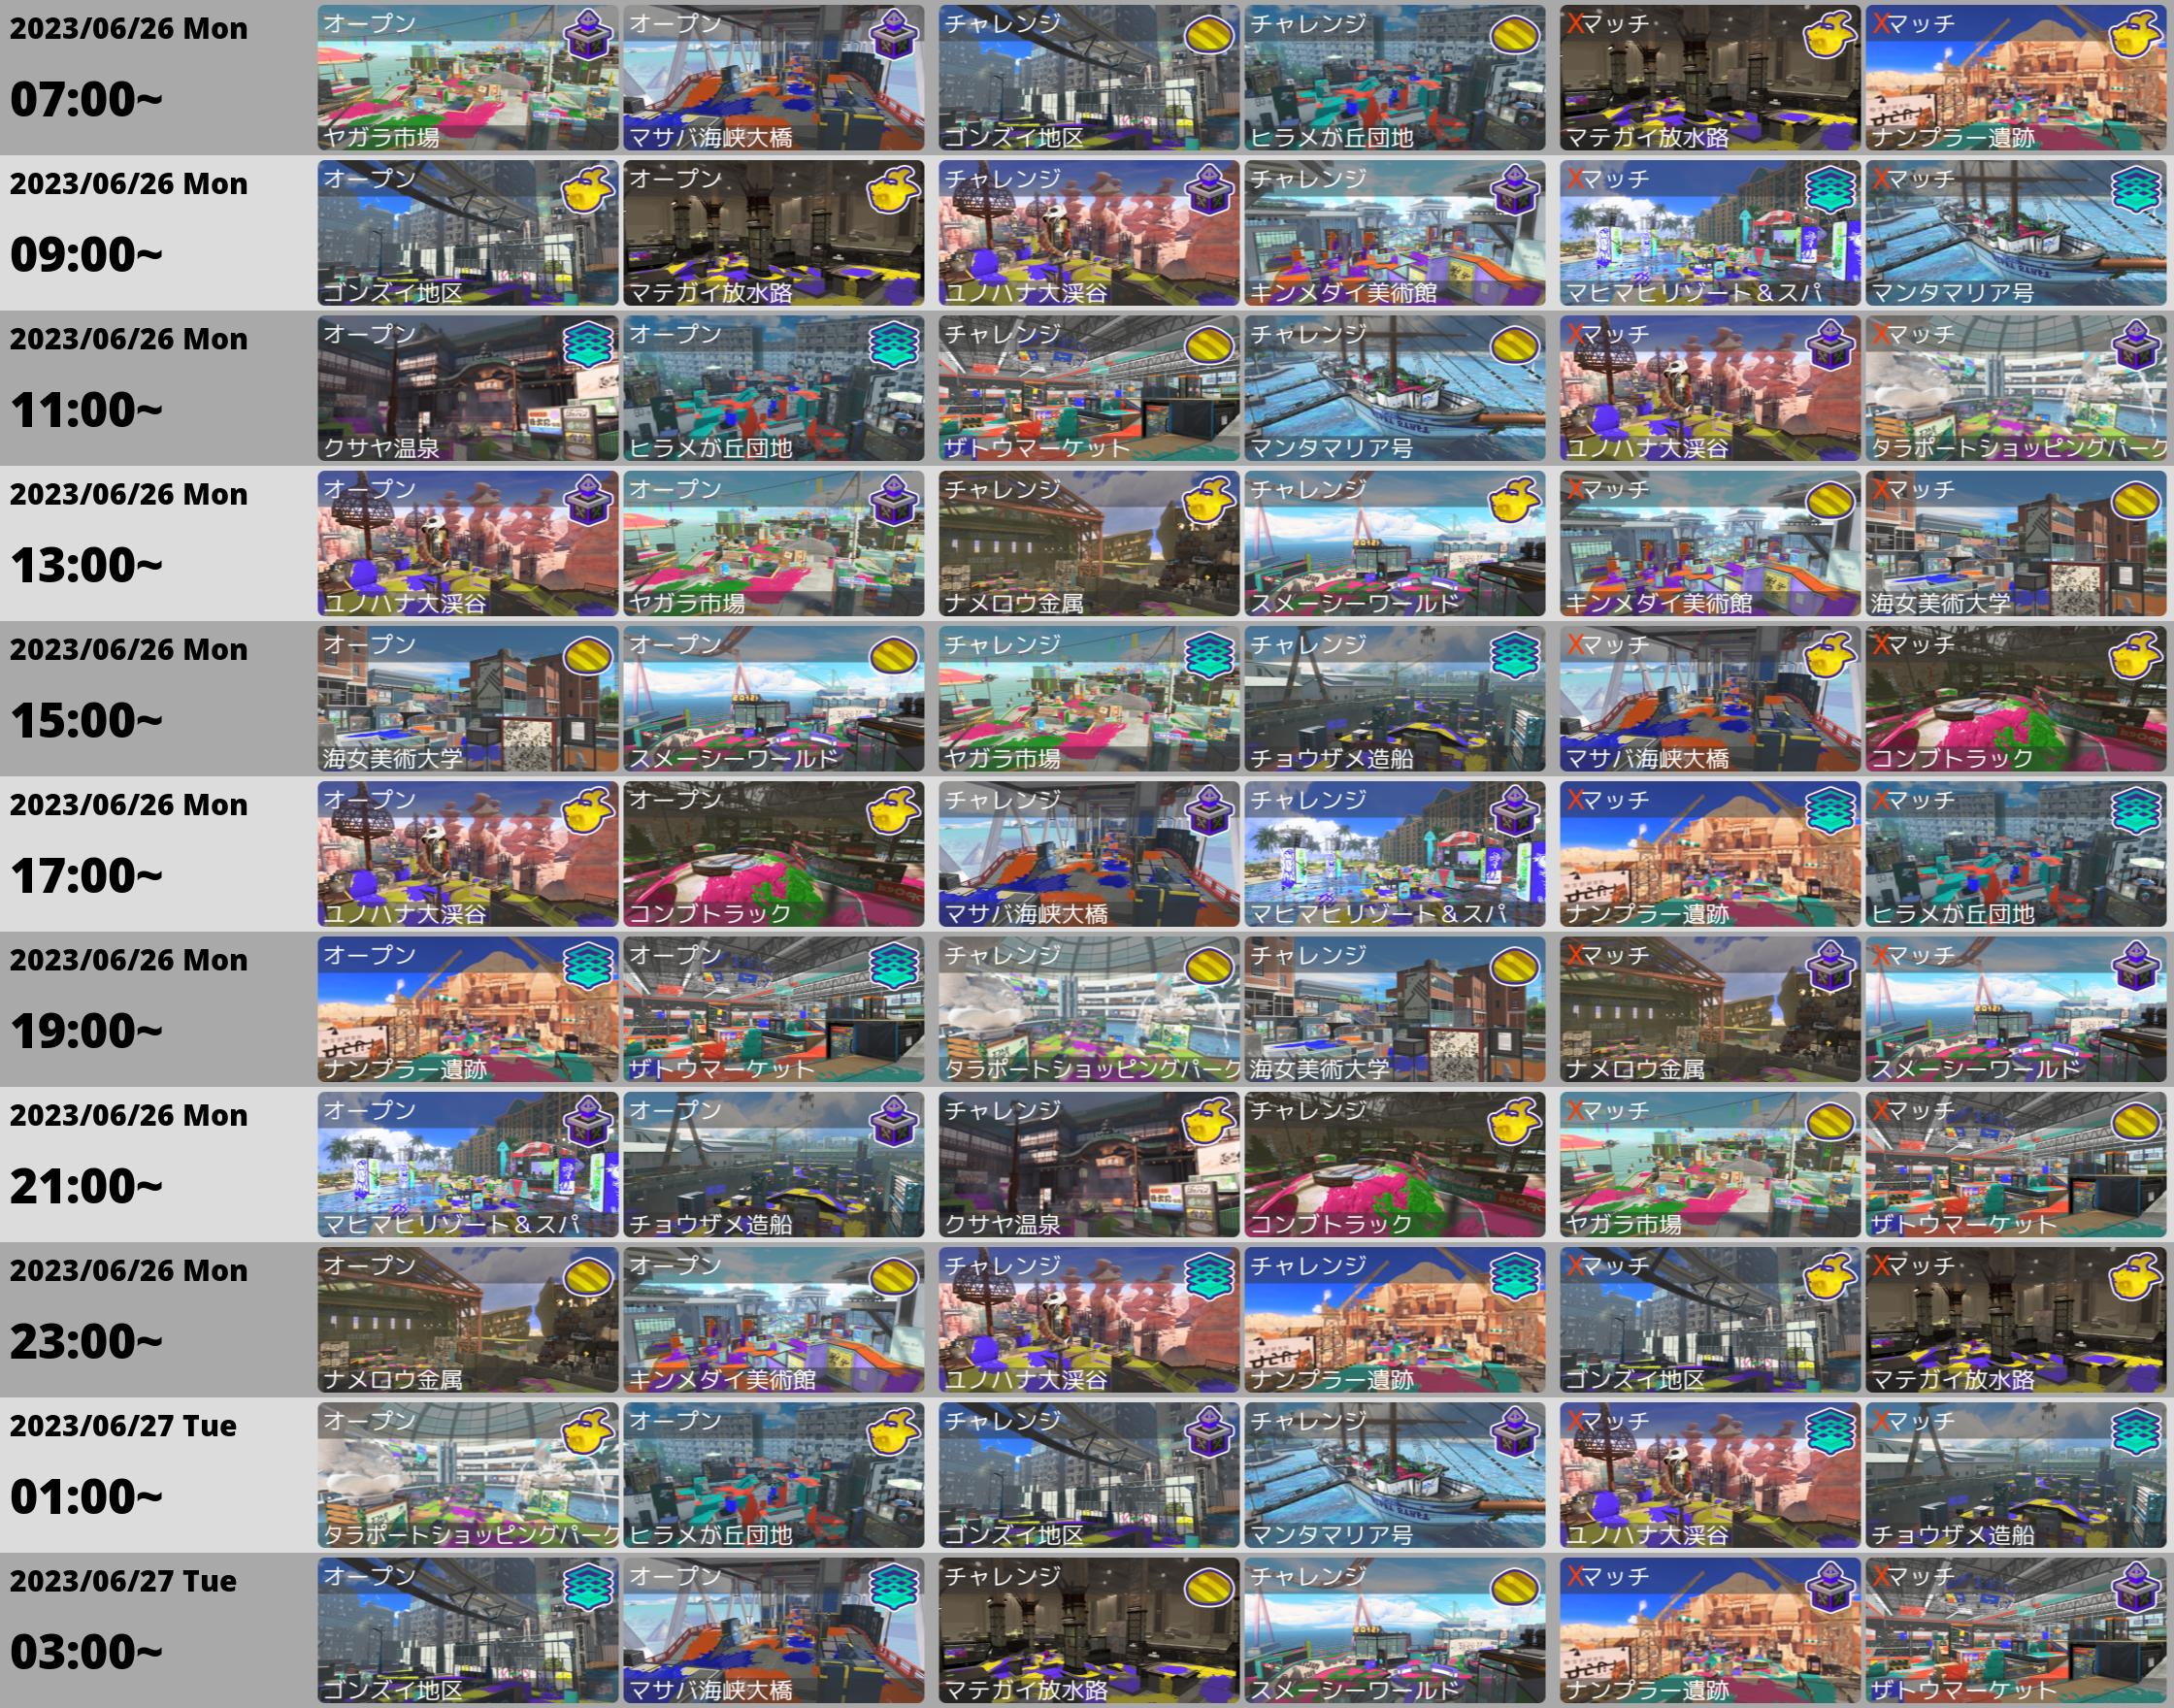 2023/06/26 Mon
07:00~
オープン オープン チャレンジ チャレンジ Xマッチ Xマッチ
ヤガラ市場 マサバ海峡大橋 ゴンズイ地区 ヒラメが丘団地 マテガイ放水路 ナンプラー遺跡
2023/06/26 Mon
09:00~
オープン オープン チャレンジ チャレンジ Xマッチ Xマッチ
ゴンズイ地区 マテガイ放水路 ユノハナ大渓谷 キンメダイ美術館 マヒマヒリゾート＆スパ マンタマリア号
2023/06/26 Mon
11:00~
オープン オープン チャレンジ チャレンジ Xマッチ Xマッチ
クサヤ温泉 ヒラメが丘団地 ザトウマーケット マンタマリア号 ユノハナ大渓谷 タラポートショッピングパーク
2023/06/26 Mon
13:00~
オープン オープン チャレンジ チャレンジ Xマッチ Xマッチ
ユノハナ大渓谷 ヤガラ市場 ナメロウ金属 スメーシーワールド キンメダイ美術館 海女美術大学
2023/06/26 Mon
15:00~
オープン オープン チャレンジ チャレンジ Xマッチ Xマッチ
海女美術大学 スメーシーワールド ヤガラ市場 チョウザメ造船 マサバ海峡大橋 コンブトラック
2023/06/26 Mon
17:00~
オープン オープン チャレンジ チャレンジ Xマッチ Xマッチ
ユノハナ大渓谷 コンブトラック マサバ海峡大橋 マヒマヒリゾート＆スパ ナンプラー遺跡 ヒラメが丘団地
2023/06/26 Mon
19:00~
オープン オープン チャレンジ チャレンジ Xマッチ Xマッチ
ナンプラー遺跡 ザトウマーケット タラポートショッピングパーク 海女美術大学 ナメロウ金属 スメーシーワールド
2023/06/26 Mon
21:00~
オープン オープン チャレンジ チャレンジ Xマッチ Xマッチ
マヒマヒリゾート＆スパ チョウザメ造船 クサヤ温泉 コンブトラック ヤガラ市場 ザトウマーケット
2023/06/26 Mon
23:00~
オープン オープン チャレンジ チャレンジ Xマッチ Xマッチ
ナメロウ金属 キンメダイ美術館 ユノハナ大渓谷 ナンプラー遺跡 ゴンズイ地区 マテガイ放水路
2023/06/27 Tue
01:00~
オープン オープン チャレンジ チャレンジ Xマッチ Xマッチ
タラポートショッピングパーク ヒラメが丘団地 ゴンズイ地区 マンタマリア号 ユノハナ大渓谷 チョウザメ造船
2023/06/27 Tue
03:00~
オープン オープン チャレンジ チャレンジ Xマッチ Xマッチ
ゴンズイ地区 マサバ海峡大橋 マテガイ放水路 スメーシーワールド ナンプラー遺跡 ザトウマーケット